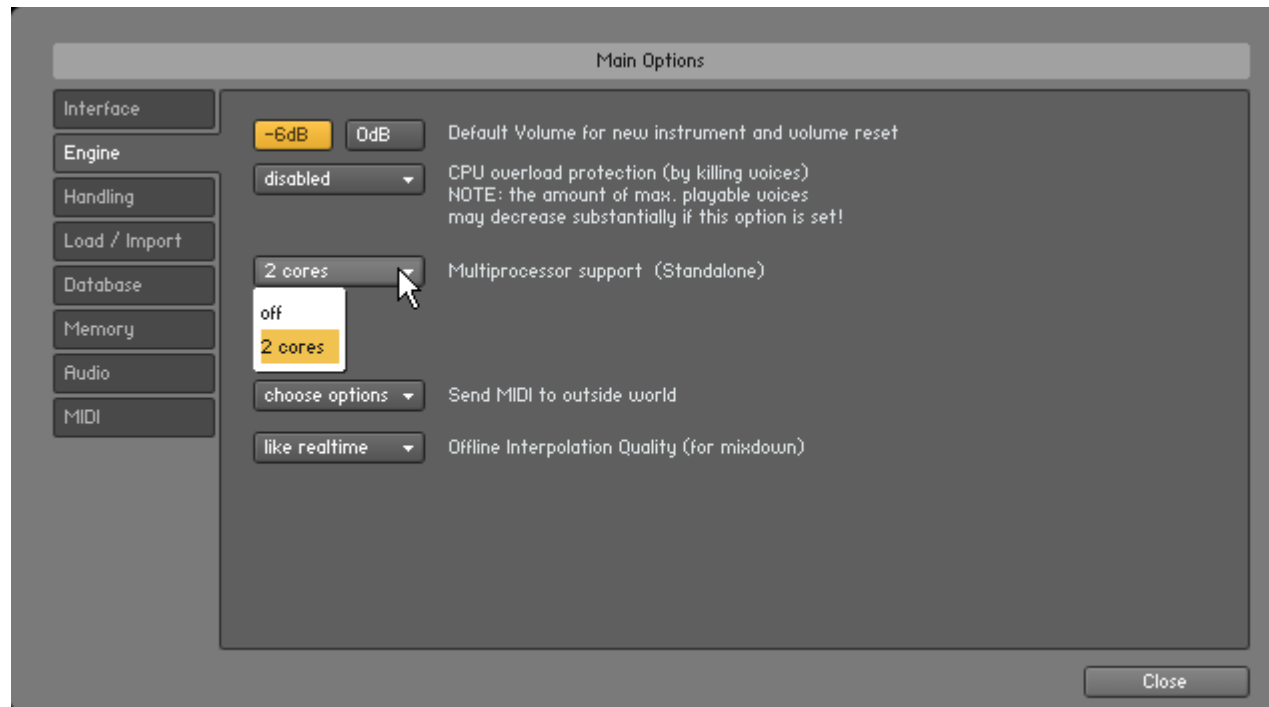 Main Options
Interface
Engine
Handling
Load / Import
Database
Memory
Audio
MIDI
-6dB 0dB Default Volume for new instrument and volume reset
disabled CPU overload protection (by killing voices)
NOTE: the amount of max. playable voices
may decrease substantially if this option is set!
2 cores Multiprocessor support (Standalone)
off
2 cores
choose options Send MIDI to outside world
like realtime Offline Interpolation Quality (for mixdown)
Close